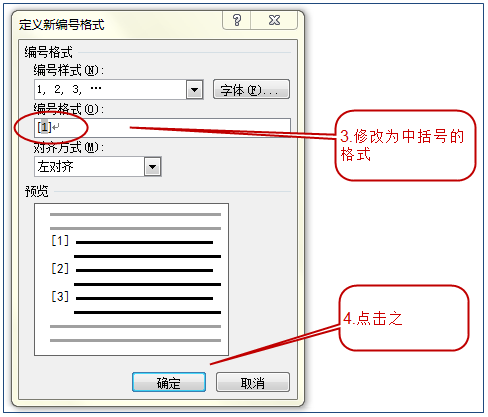 定义新编号格式
编号格式
编号样式(N):
1, 2, 3, …
字体(F)...
编号格式(O):
[1]↵
3.修改为中括号的
格式
对齐方式(M):
左对齐
预览
[1]
[2]
[3]
4.点击之
确定
取消